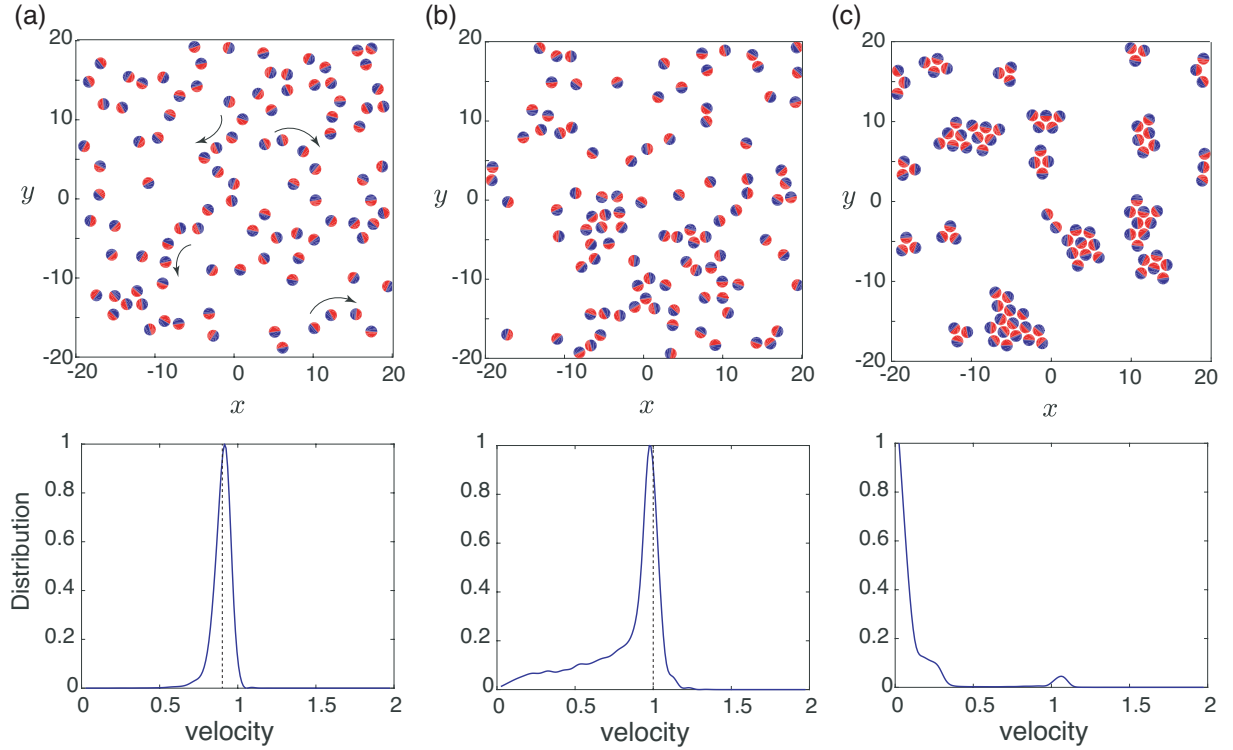 (a) (b) (c)
20 20 20
10 10 10
y 0 y 0 y 0
-10 -10 -10
-20 -20 -20
-20 -10 0 10 20 -20 -10 0 10 20 -20 -10 0 10 20
x x x
1 1 1
0.8 0.8 0.8
0.6 0.6 0.6
Distribution
0.4 0.4 0.4
0.2 0.2 0.2
0 0 0
0 0.5 1 1.5 2 0 0.5 1 1.5 2 0 0.5 1 1.5 2
velocity velocity velocity